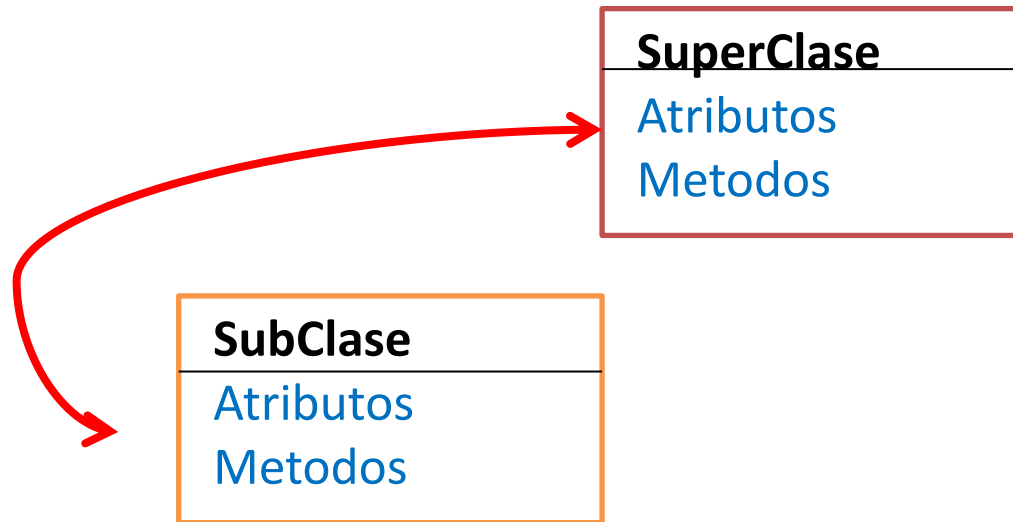 SuperClase
Atributos
Metodos
SubClase
Atributos
Metodos